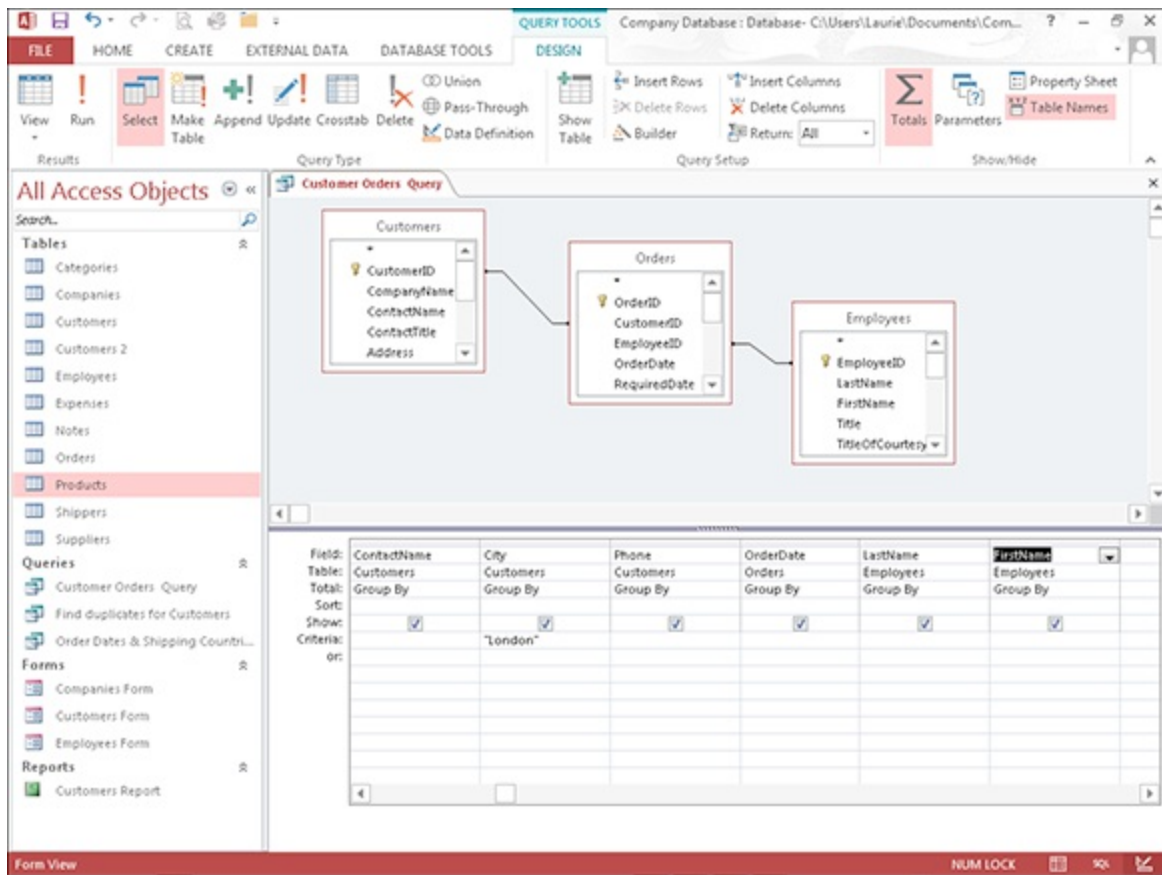 QUERY TOOLS Company Database : Database- C:\Users\Laurie\Documents\Com... ?
FILE HOME CREATE EXTERNAL DATA DATABASE TOOLS DESIGN
View Run Select Make Table Append Update Crosstab Delete
Union
Pass-Through
Data Definition
Show Table
Insert Rows
Delete Rows
Builder
Insert Columns
Delete Columns
Return: All
Totals Parameters
Property Sheet
Table Names
Results Query Type Query Setup Show/Hide
All Access Objects «
Search...
Tables
Categories
Companies
Customers
Customers 2
Employees
Expenses
Notes
Orders
Products
Shippers
Suppliers
Queries
Customer Orders Query
Find duplicates for Customers
Order Dates & Shipping Countri...
Forms
Companies Form
Customers Form
Employees Form
Reports
Customers Report
Customer Orders Query
Customers
*
CustomerID
CompanyName
ContactName
ContactTitle
Address
Orders
*
OrderID
CustomerID
EmployeeID
OrderDate
RequiredDate
Employees
*
EmployeeID
LastName
FirstName
Title
TitleOfCourtesy
Field: ContactName City Phone OrderDate LastName FirstName
Table: Customers Customers Customers Orders Employees Employees
Total: Group By Group By Group By Group By Group By Group By
Sort:
Show:
Criteria: "London"
or:
Form View NUM LOCK SQL